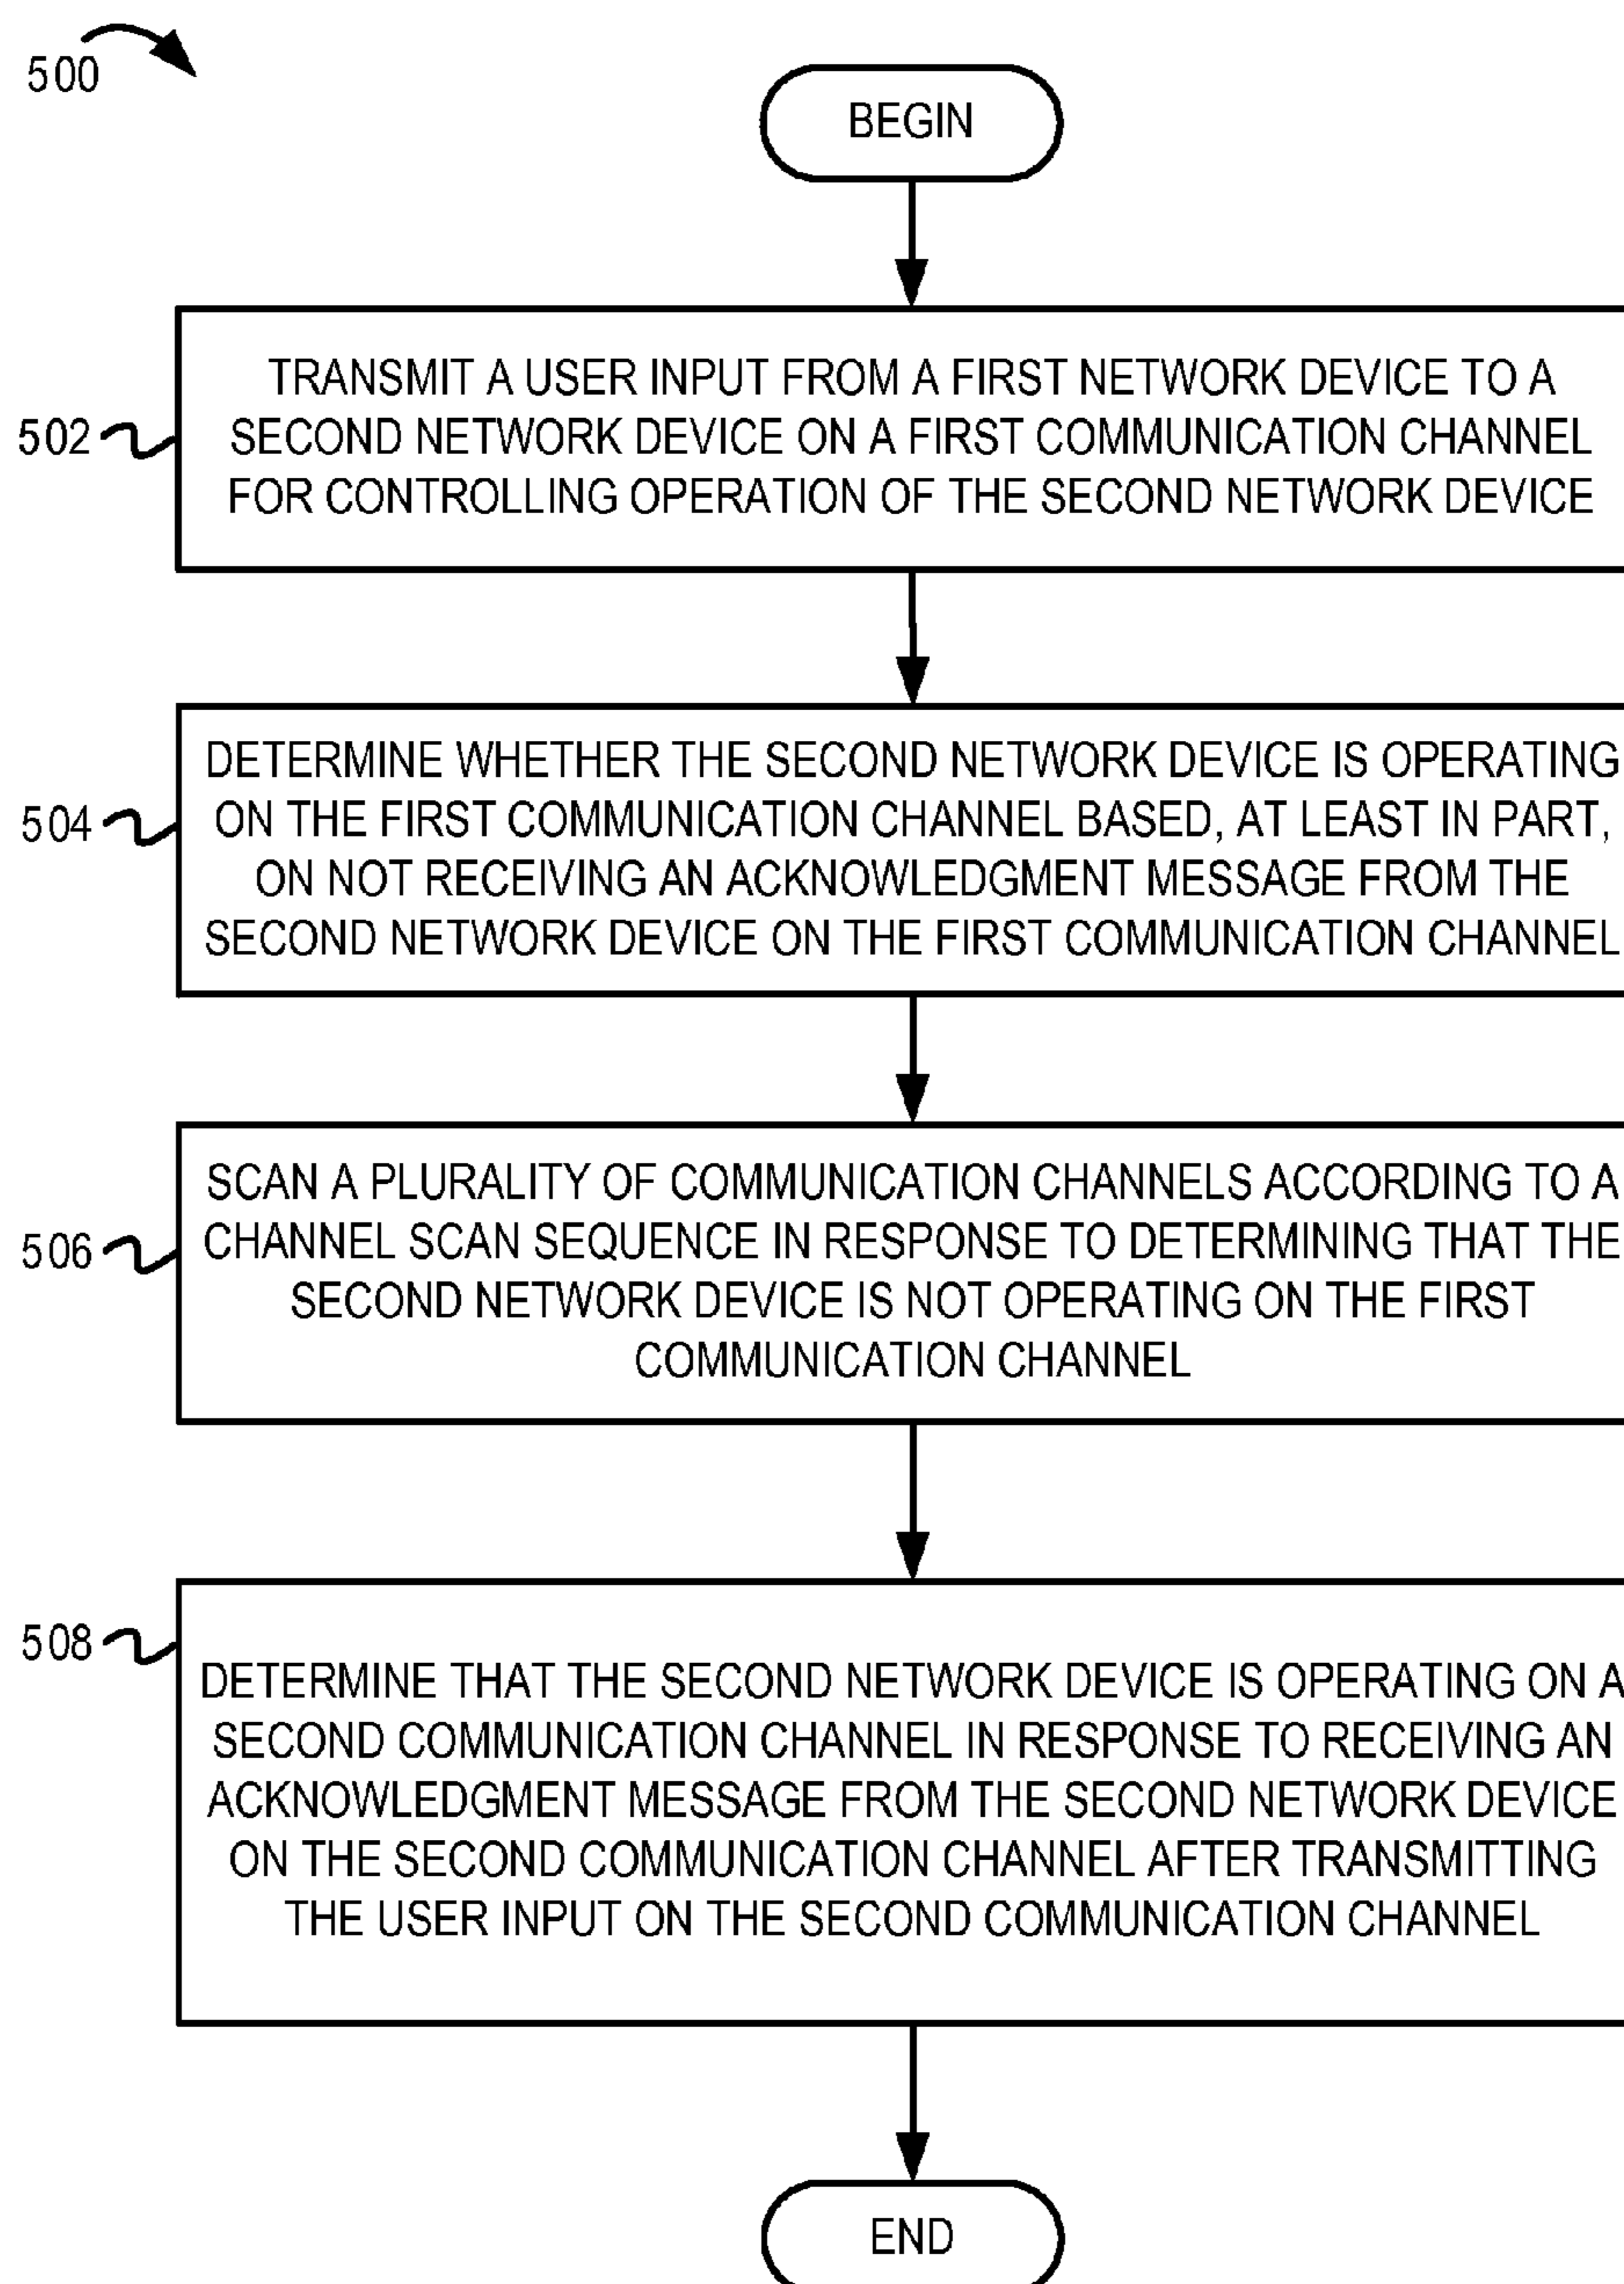 500
BEGIN
TRANSMIT A USER INPUT FROM A FIRST NETWORK DEVICE TO A
SECOND NETWORK DEVICE ON A FIRST COMMUNICATION CHANNEL
FOR CONTROLLING OPERATION OF THE SECOND NETWORK DEVICE
502
DETERMINE WHETHER THE SECOND NETWORK DEVICE IS OPERATING
ON THE FIRST COMMUNICATION CHANNEL BASED, AT LEAST IN PART,
ON NOT RECEIVING AN ACKNOWLEDGMENT MESSAGE FROM THE
SECOND NETWORK DEVICE ON THE FIRST COMMUNICATION CHANNEL
504
SCAN A PLURALITY OF COMMUNICATION CHANNELS ACCORDING TO A
CHANNEL SCAN SEQUENCE IN RESPONSE TO DETERMINING THAT THE
SECOND NETWORK DEVICE IS NOT OPERATING ON THE FIRST
COMMUNICATION CHANNEL
506
508
DETERMINE THAT THE SECOND NETWORK DEVICE IS OPERATING ON A
SECOND COMMUNICATION CHANNEL IN RESPONSE TO RECEIVING AN
ACKNOWLEDGMENT MESSAGE FROM THE SECOND NETWORK DEVICE
ON THE SECOND COMMUNICATION CHANNEL AFTER TRANSMITTING
THE USER INPUT ON THE SECOND COMMUNICATION CHANNEL
END